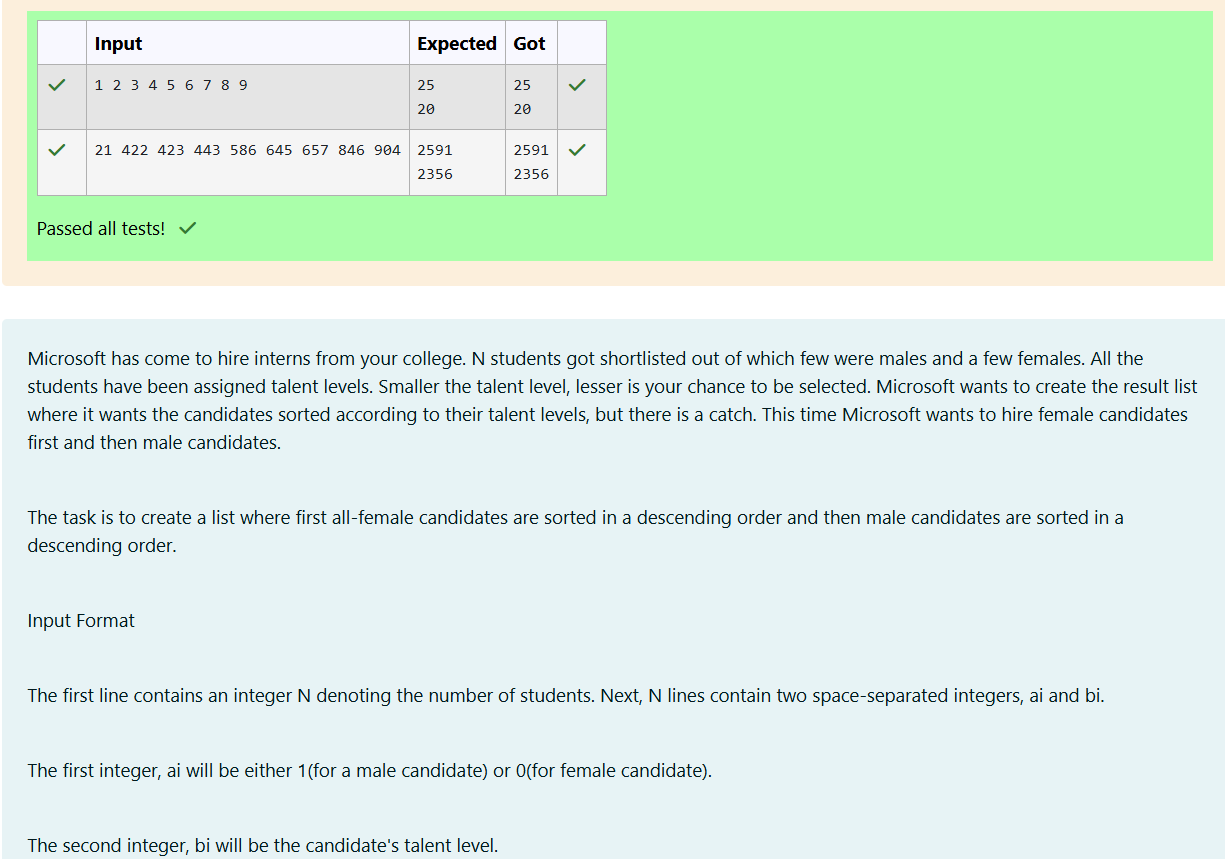 Input Expected Got
1 2 3 4 5 6 7 8 9 25 25
20 20
21 422 423 443 586 645 657 846 904 2591 2591
2356 2356
Passed all tests!
Microsoft has come to hire interns from your college. N students got shortlisted out of which few were males and a few females. All the
students have been assigned talent levels. Smaller the talent level, lesser is your chance to be selected. Microsoft wants to create the result list
where it wants the candidates sorted according to their talent levels, but there is a catch. This time Microsoft wants to hire female candidates
first and then male candidates.
The task is to create a list where first all-female candidates are sorted in a descending order and then male candidates are sorted in a
descending order.
Input Format
The first line contains an integer N denoting the number of students. Next, N lines contain two space-separated integers, ai and bi.
The first integer, ai will be either 1(for a male candidate) or 0(for female candidate).
The second integer, bi will be the candidate's talent level.